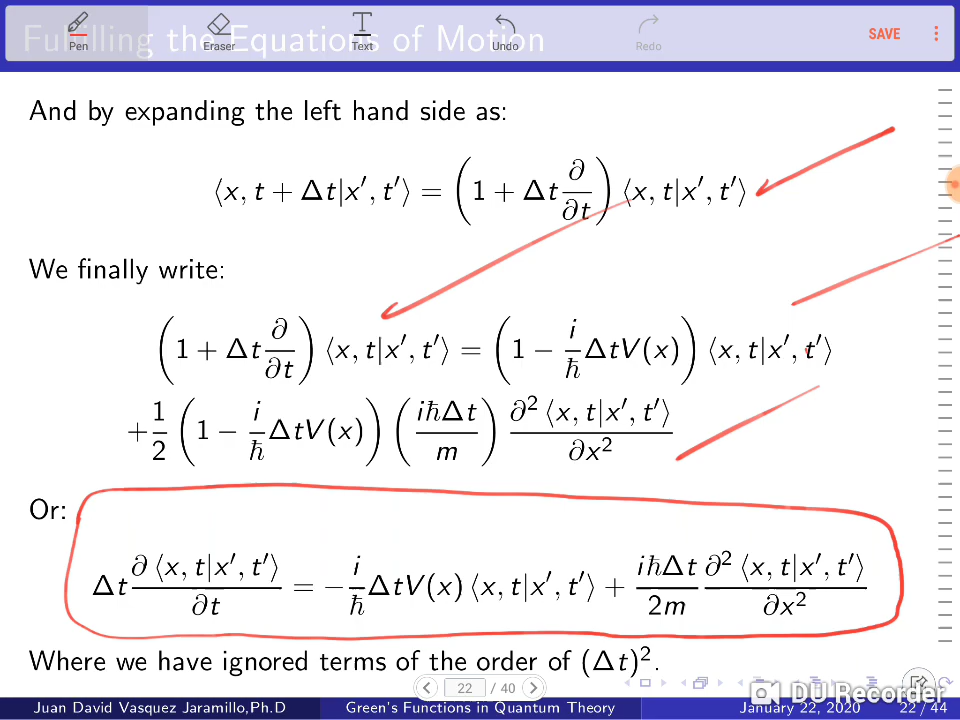 Fulfilling the Equations of Motion
Pen Eraser Text Undo Redo SAVE
And by expanding the left hand side as:
⟨x, t + Δt|x′, t′⟩ = (1 + Δt ∂/∂t) ⟨x, t|x′, t′⟩
We finally write:
(1 + Δt ∂/∂t) ⟨x, t|x′, t′⟩ = (1 − i/ħ ΔtV(x)) ⟨x, t|x′, t′⟩
+ 1/2 (1 − i/ħ ΔtV(x)) (iħΔt/m) ∂² ⟨x, t|x′, t′⟩/∂x²
Or:
Δt ∂ ⟨x, t|x′, t′⟩/∂t = − i/ħ ΔtV(x) ⟨x, t|x′, t′⟩ + iħΔt/2m ∂² ⟨x, t|x′, t′⟩/∂x²
Where we have ignored terms of the order of (Δt)².
22 / 40
DU Recorder
Juan David Vasquez Jaramillo,Ph.D Green's Functions in Quantum Theory January 22, 2020 22 / 44